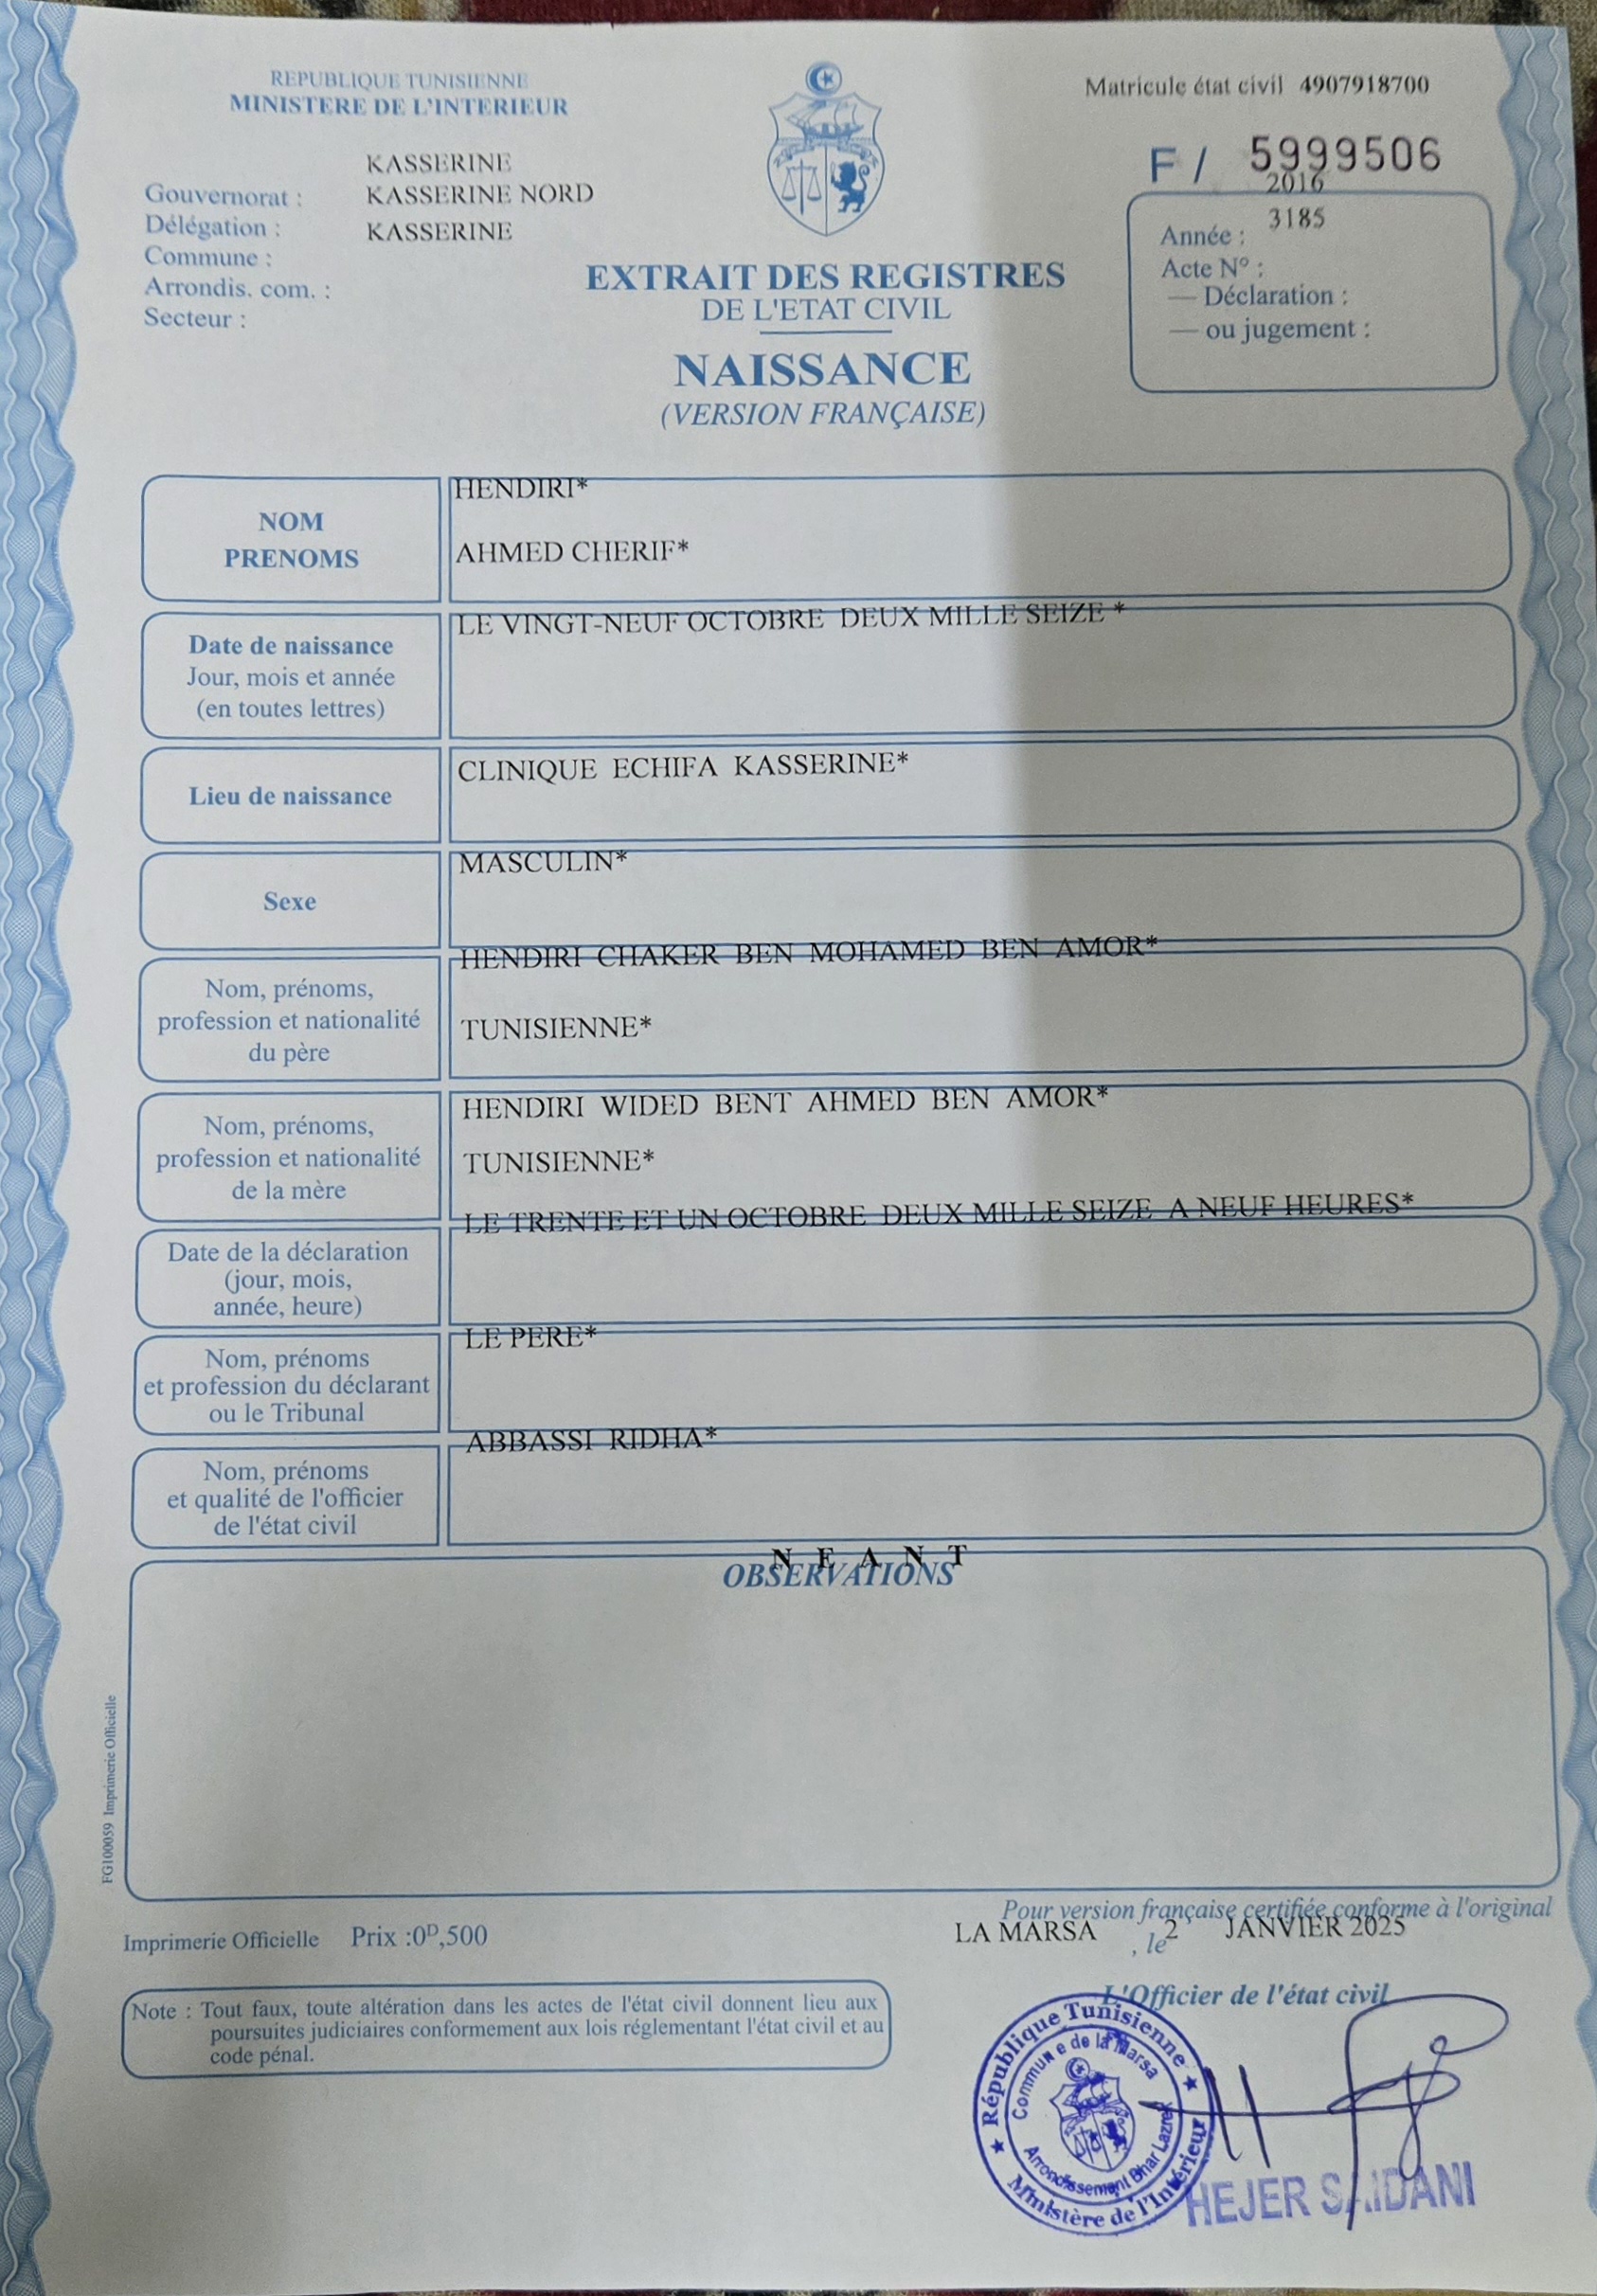 REPUBLIQUE TUNISIENNE
MINISTERE DE L'INTERIEUR
Matricule état civil 4907918700
F / 5999506
KASSERINE
Gouvernorat : KASSERINE NORD
Délégation : KASSERINE
Commune :
Arrondis. com. :
Secteur :
2016
Année : 3185
Acte N° :
— Déclaration :
— ou jugement :
EXTRAIT DES REGISTRES
DE L'ETAT CIVIL
NAISSANCE
(VERSION FRANÇAISE)
NOM
PRENOMS
HENDIRI*
AHMED CHERIF*
Date de naissance
Jour, mois et année
(en toutes lettres)
LE VINGT-NEUF OCTOBRE DEUX MILLE SEIZE *
Lieu de naissance
CLINIQUE ECHIFA KASSERINE*
Sexe
MASCULIN*
Nom, prénoms,
profession et nationalité
du père
HENDIRI CHAKER BEN MOHAMED BEN AMOR*
TUNISIENNE*
Nom, prénoms,
profession et nationalité
de la mère
HENDIRI WIDED BENT AHMED BEN AMOR*
TUNISIENNE*
Date de la déclaration
(jour, mois,
année, heure)
LE TRENTE ET UN OCTOBRE DEUX MILLE SEIZE A NEUF HEURES*
Nom, prénoms
et profession du déclarant
ou le Tribunal
LE PERE*
Nom, prénoms
et qualité de l'officier
de l'état civil
ABBASSI RIDHA*
N E A N T
OBSERVATIONS
FG100059 Imprimerie Officielle
Imprimerie Officielle Prix :0D,500
Pour version française certifiée conforme à l'original
LA MARSA , le 2 JANVIER 2025
L'Officier de l'état civil
Note : Tout faux, toute altération dans les actes de l'état civil donnent lieu aux
poursuites judiciaires conformement aux lois réglementant l'état civil et au
code pénal.
République Tunisienne
Commune de la Marsa
Arrondissement Bhar Lazrek
Ministère de l'Intérieur
HEJER SAIDANI